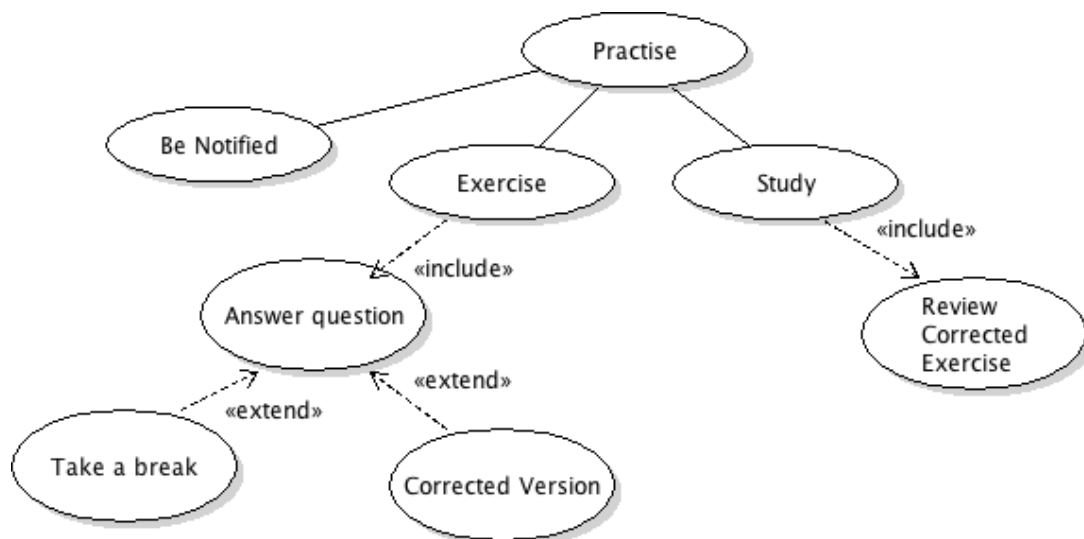 Practise
Be Notified
Exercise
Study
«include»
«include»
Answer question
Review
Corrected
Exercise
«extend»
«extend»
Take a break
Corrected Version